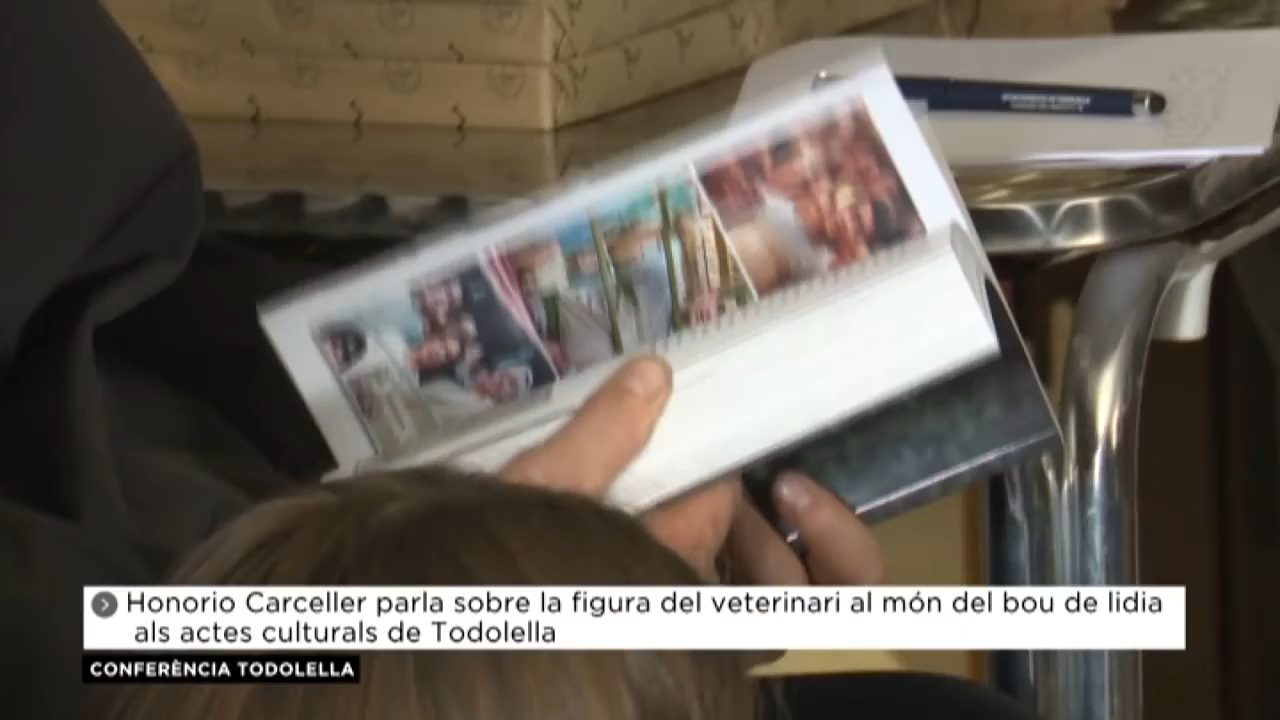 Honorio Carceller parla sobre la figura del veterinari al món del bou de lidia
als actes culturals de Todolella
CONFERÈNCIA TODOLELLA